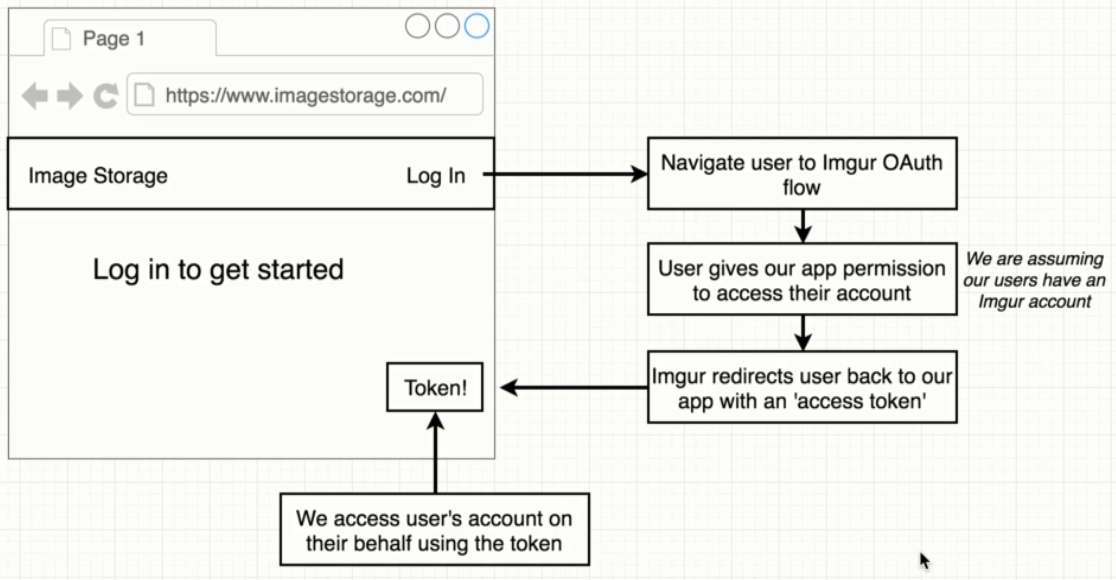 Page 1
https://www.imagestorage.com/
Image Storage
Log In
Log in to get started
Token!
We access user's account on
their behalf using the token
Navigate user to Imgur OAuth
flow
User gives our app permission
to access their account
We are assuming
our users have an
Imgur account
Imgur redirects user back to our
app with an 'access token'